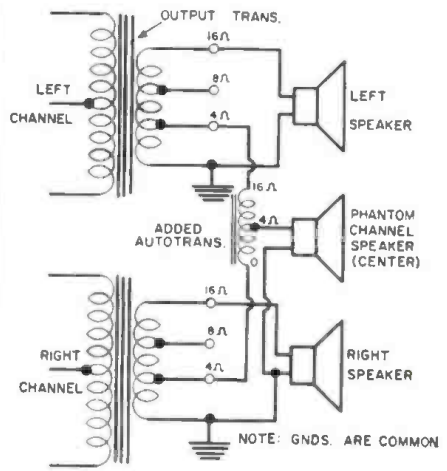 OUTPUT TRANS.
16Ω
8Ω
4Ω
LEFT
CHANNEL
LEFT
SPEAKER
16Ω
4Ω
0
ADDED
AUTOTRANS.
PHANTOM
CHANNEL
SPEAKER
(CENTER)
16Ω
8Ω
4Ω
RIGHT
CHANNEL
RIGHT
SPEAKER
NOTE: GNDS. ARE COMMON